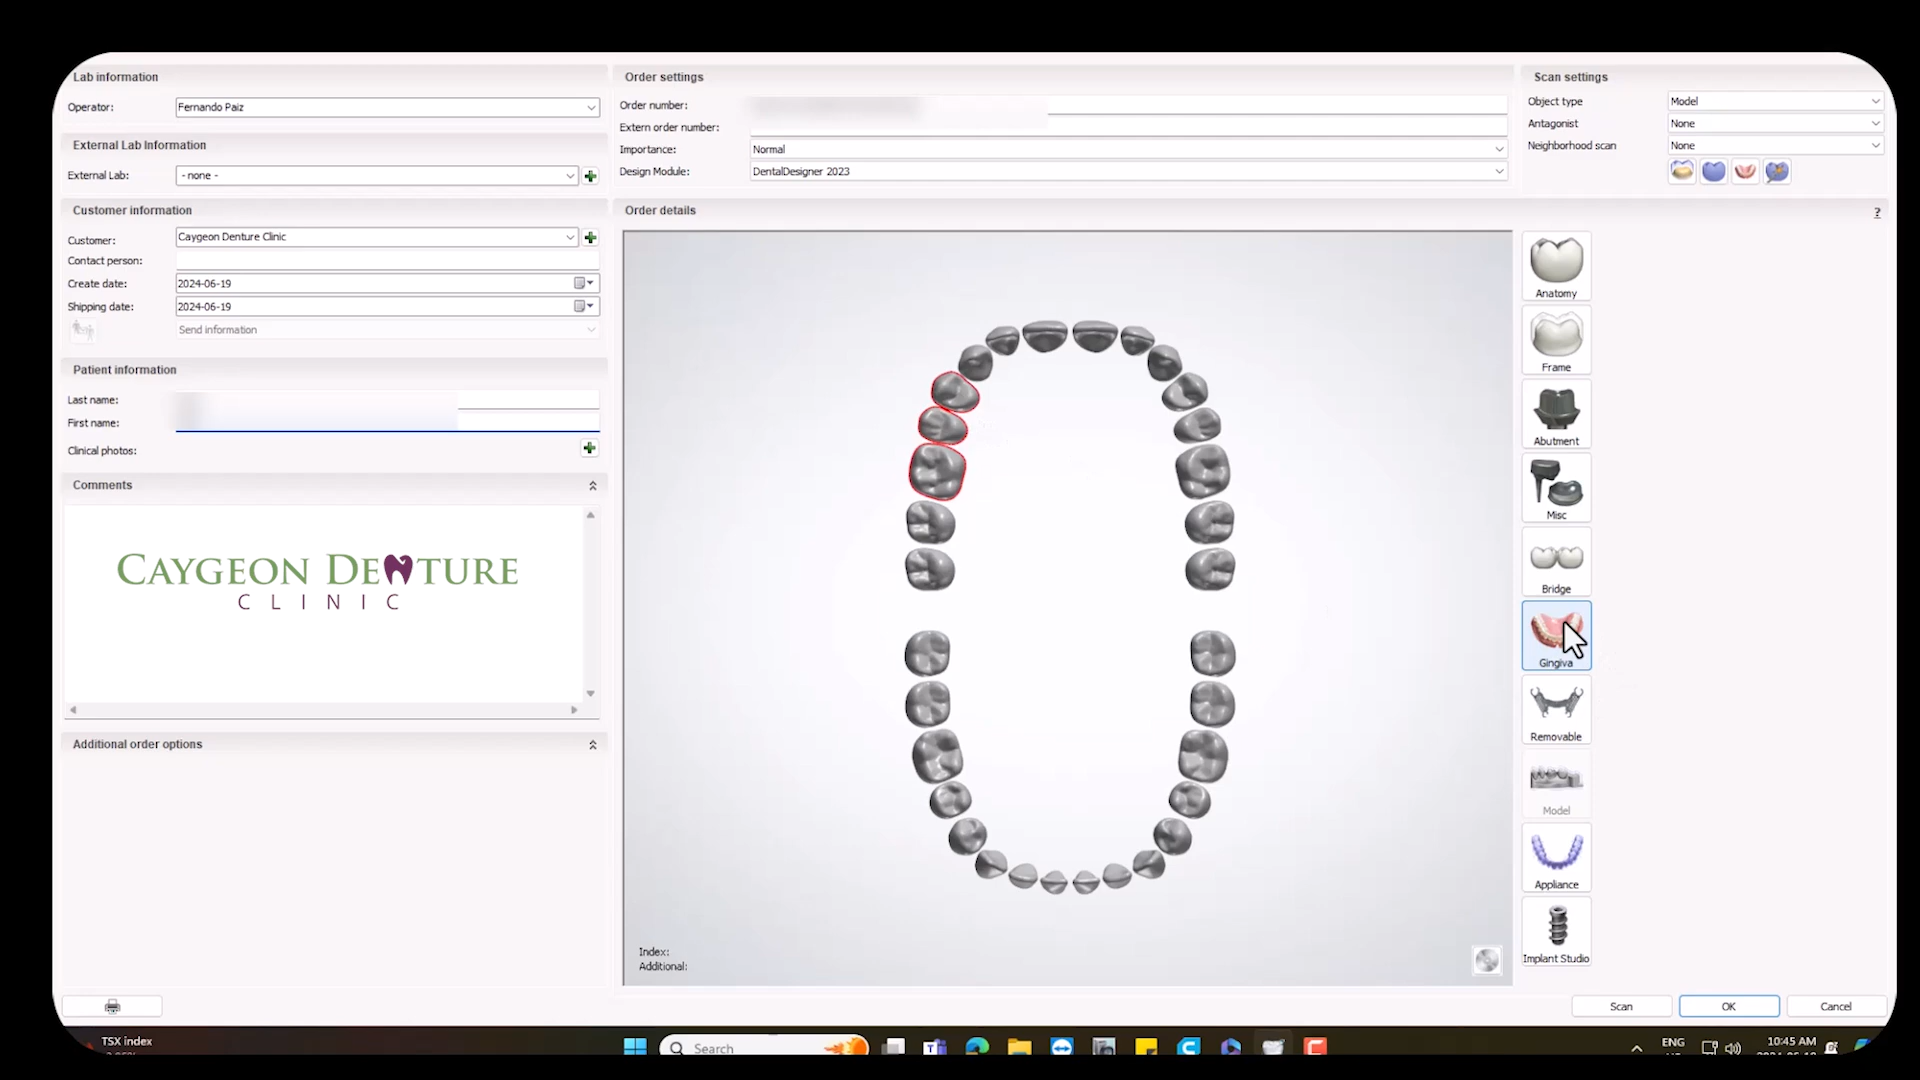 Lab information
Operator:
Fernando Paiz
External Lab Information
External Lab:
- none -
Customer information
Customer:
Caygeon Denture Clinic
Contact person:
Create date:
2024-06-19
Shipping date:
2024-06-19
Send information
Patient information
Last name:
First name:
Clinical photos:
Comments
CAYGEON DENTURE
CLINIC
Additional order options
Order settings
Order number:
Extern order number:
Importance:
Normal
Design Module:
DentalDesigner 2023
Order details
?
Index:
Additional:
Scan settings
Object type
Model
Antagonist
None
Neighborhood scan
None
Anatomy
Frame
Abutment
Misc
Bridge
Gingiva
Removable
Model
Appliance
Implant Studio
Scan
OK
Cancel
TSX index
Search
ENG
10:45 AM